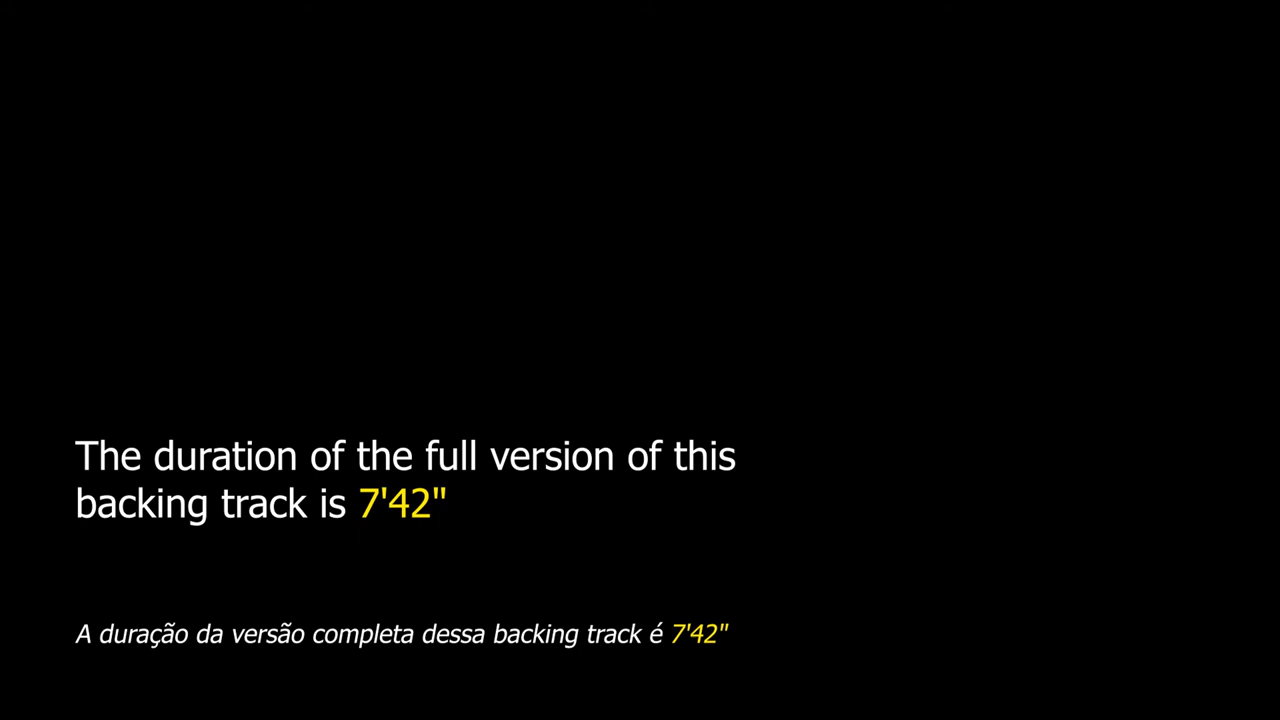 The duration of the full version of this
backing track is 7'42"
A duração da versão completa dessa backing track é 7'42"